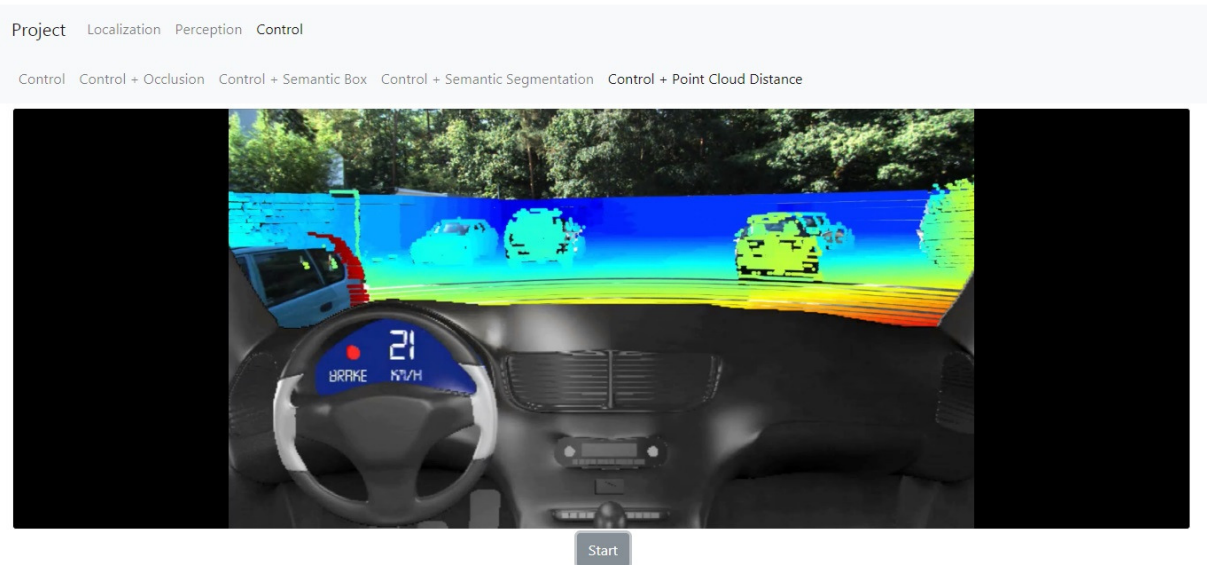 Project Localization Perception Control
Control Control + Occlusion Control + Semantic Box Control + Semantic Segmentation Control + Point Cloud Distance
21
BRAKE KM/H
Start